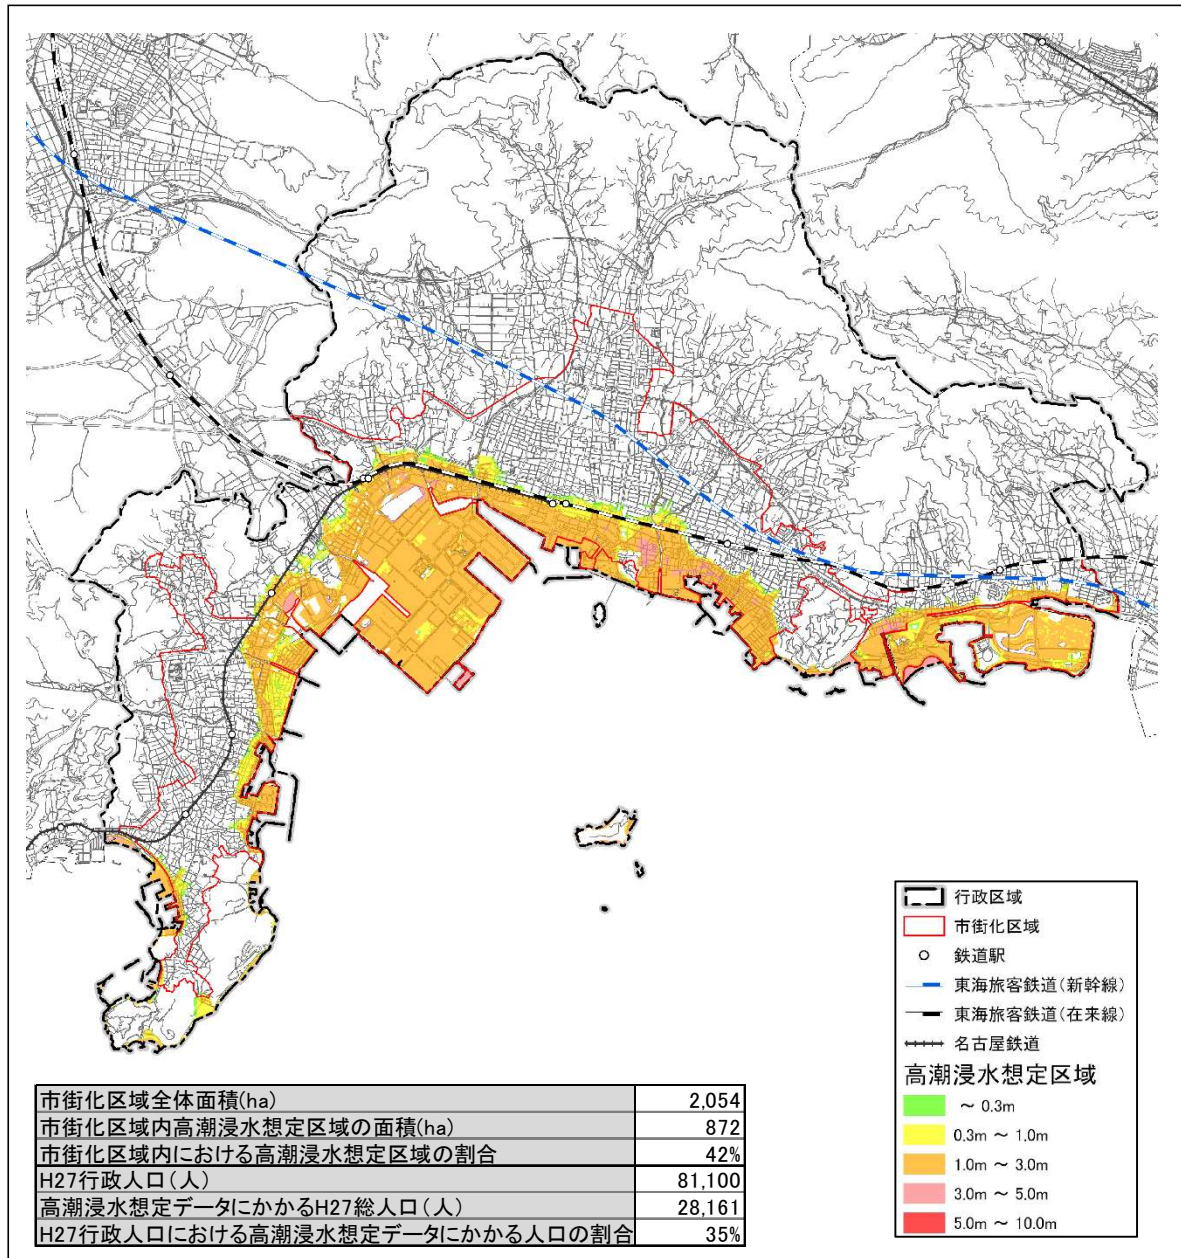 行政区域
市街化区域
鉄道駅
東海旅客鉄道(新幹線)
東海旅客鉄道(在来線)
名古屋鉄道
高潮浸水想定区域
～ 0.3m
0.3m ～ 1.0m
1.0m ～ 3.0m
3.0m ～ 5.0m
5.0m ～ 10.0m
市街化区域全体面積(ha) 2,054
市街化区域内高潮浸水想定区域の面積(ha) 872
市街化区域内における高潮浸水想定区域の割合 42%
H27行政人口(人) 81,100
高潮浸水想定データにかかるH27総人口(人) 28,161
H27行政人口における高潮浸水想定データにかかる人口の割合 35%